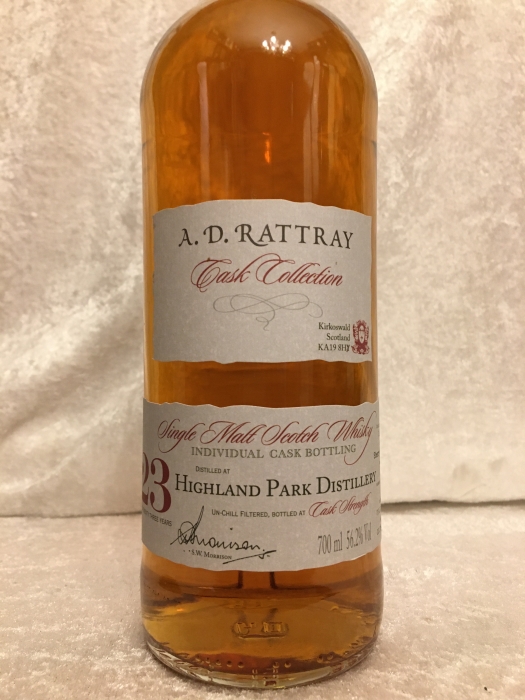 A. D. RATTRAY
Cask Collection
Kirkoswald
Scotland
KA19 8HY
Single Malt Scotch Whisky
INDIVIDUAL CASK BOTTLING
DISTILLED AT
23 HIGHLAND PARK DISTILLERY
YEARS
UN-CHILL FILTERED, BOTTLED AT Cask Strength
700 ml 56.2% Vol
S.W. MORRISON